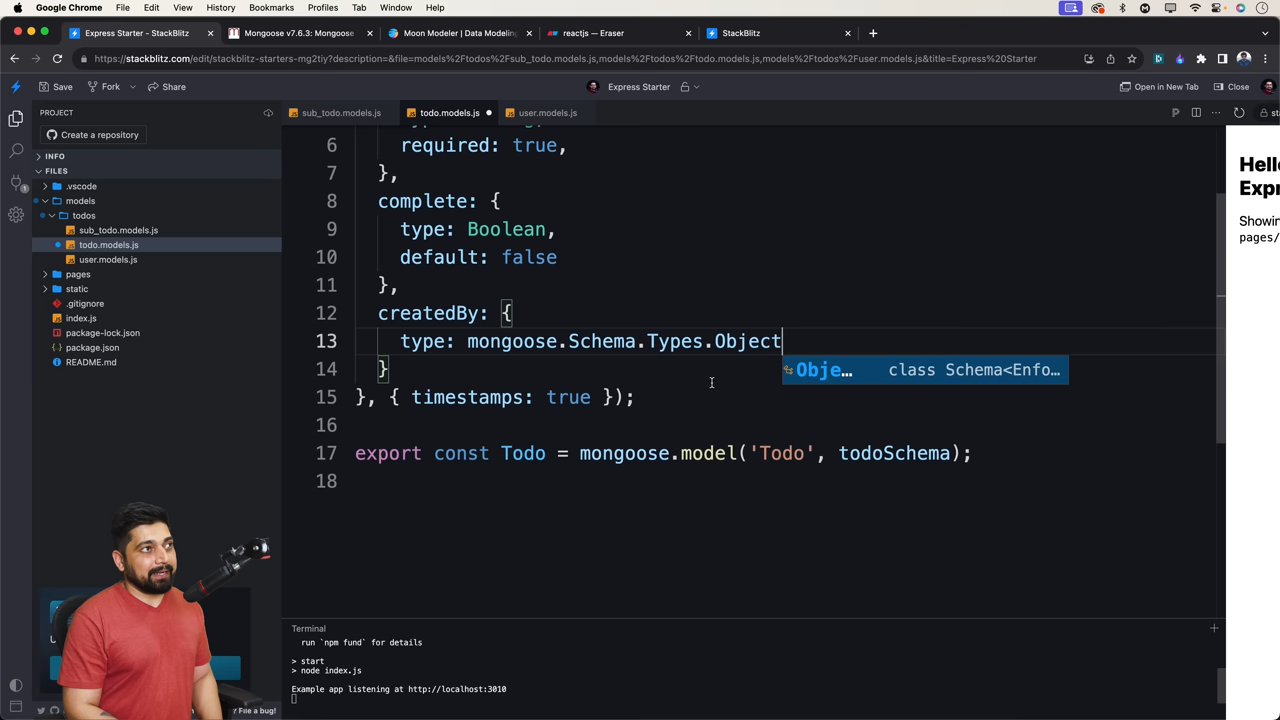 Google Chrome File Edit View History Bookmarks Profiles Tab Window Help
Express Starter - StackBlitz
Mongoose v7.6.3: Mongoose
Moon Modeler | Data Modeling
reactjs — Eraser
StackBlitz
https://stackblitz.com/edit/stackblitz-starters-mg2tiy?description=&file=models%2Ftodos%2Fsub_todo.models.js,models%2Ftodos%2Ftodo.models.js,models%2Ftodos%2Fuser.models.js&title=Express%20Starter
Save Fork Share
Express Starter
Open in New Tab Close
PROJECT
Create a repository
INFO
FILES
.vscode
models
todos
sub_todo.models.js
todo.models.js
user.models.js
pages
static
.gitignore
index.js
package-lock.json
package.json
README.md
sub_todo.models.js todo.models.js user.models.js
6 required: true,
7 },
8 complete: {
9 type: Boolean,
10 default: false
11 },
12 createdBy: {
13 type: mongoose.Schema.Types.Object
Obje… class Schema<Enfo…
14 }
15 }, { timestamps: true });
16
17 export const Todo = mongoose.model('Todo', todoSchema);
18
Terminal
run `npm fund` for details
> start
> node index.js
Example app listening at http://localhost:3010
Hell
Exp
Showin
pages/
File a bug!